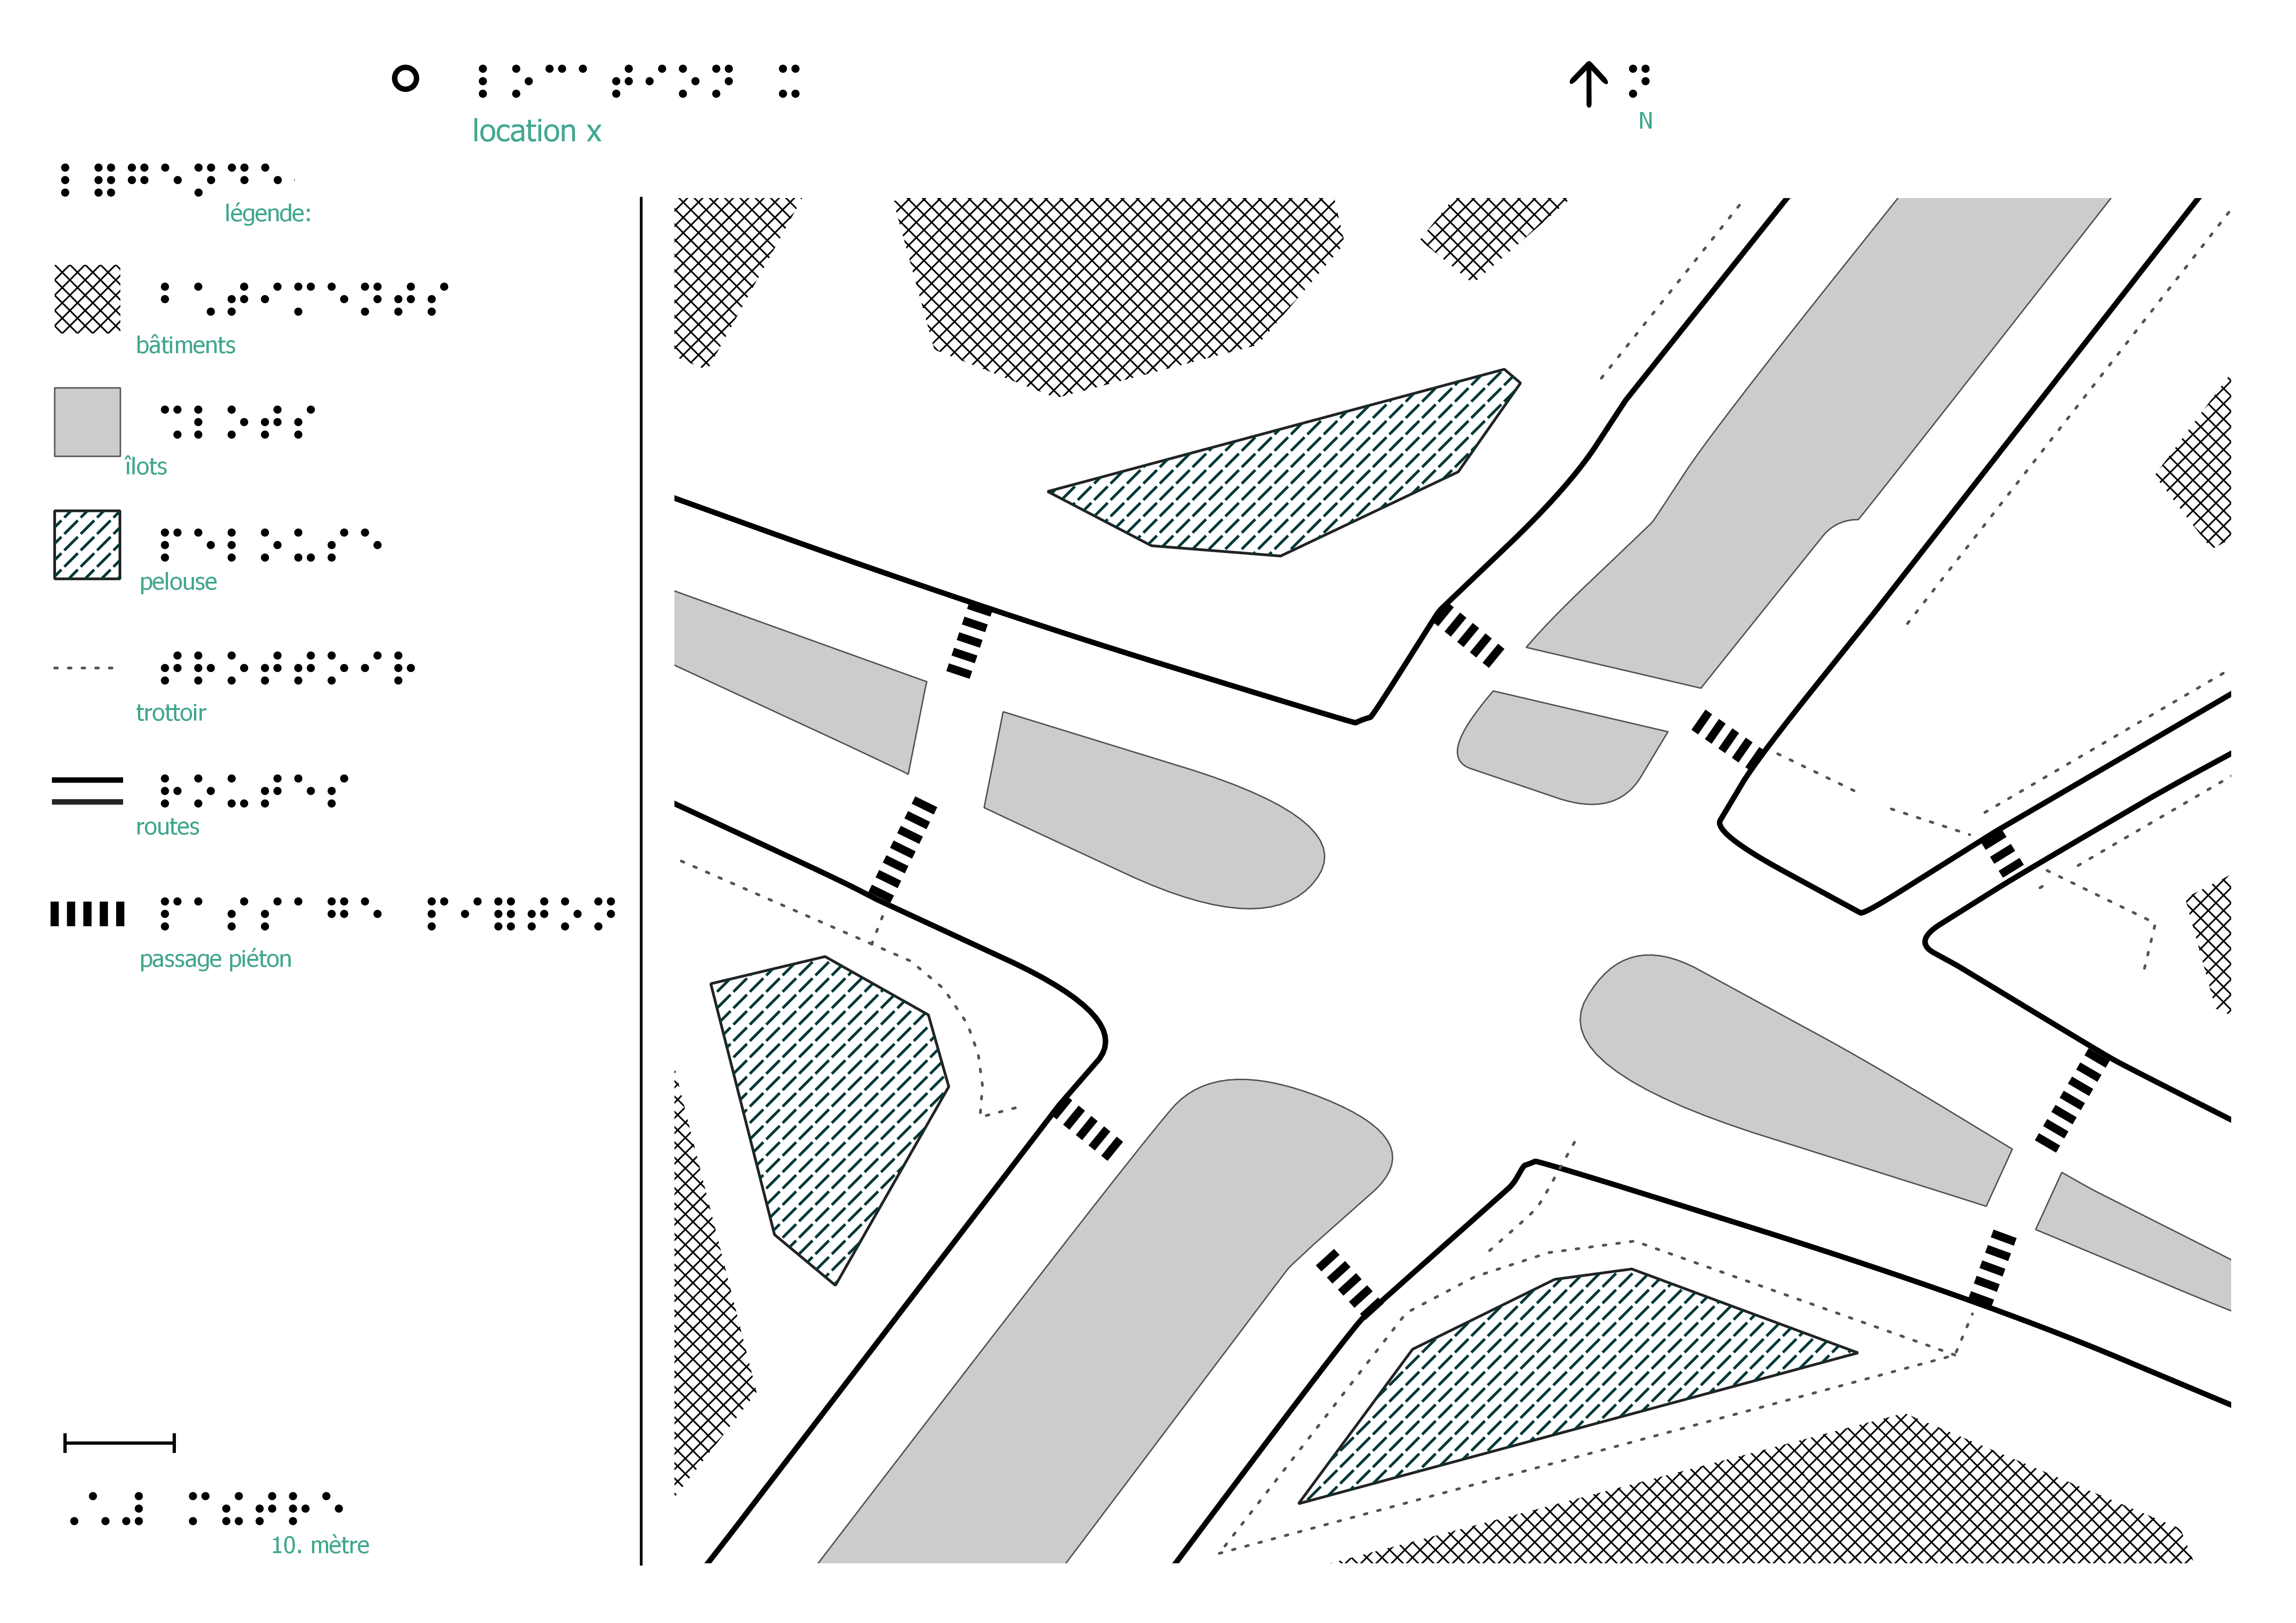 ⠇⠕⠉⠁⠞⠊⠕⠝ ⠭
location x
⠝
N
⠇⠿⠛⠑⠝⠙⠑
légende:
⠃⠡⠞⠊⠍⠑⠝⠞⠎
bâtiments
⠩⠇⠕⠞⠎
îlots
⠏⠑⠇⠕⠥⠎⠑
pelouse
⠞⠗⠕⠞⠞⠕⠊⠗
trottoir
⠗⠕⠥⠞⠑⠎
routes
⠏⠁⠎⠎⠁⠛⠑ ⠏⠊⠿⠞⠕⠝
passage piéton
⠠⠡⠼ ⠍⠮⠞⠗⠑
10. mètre